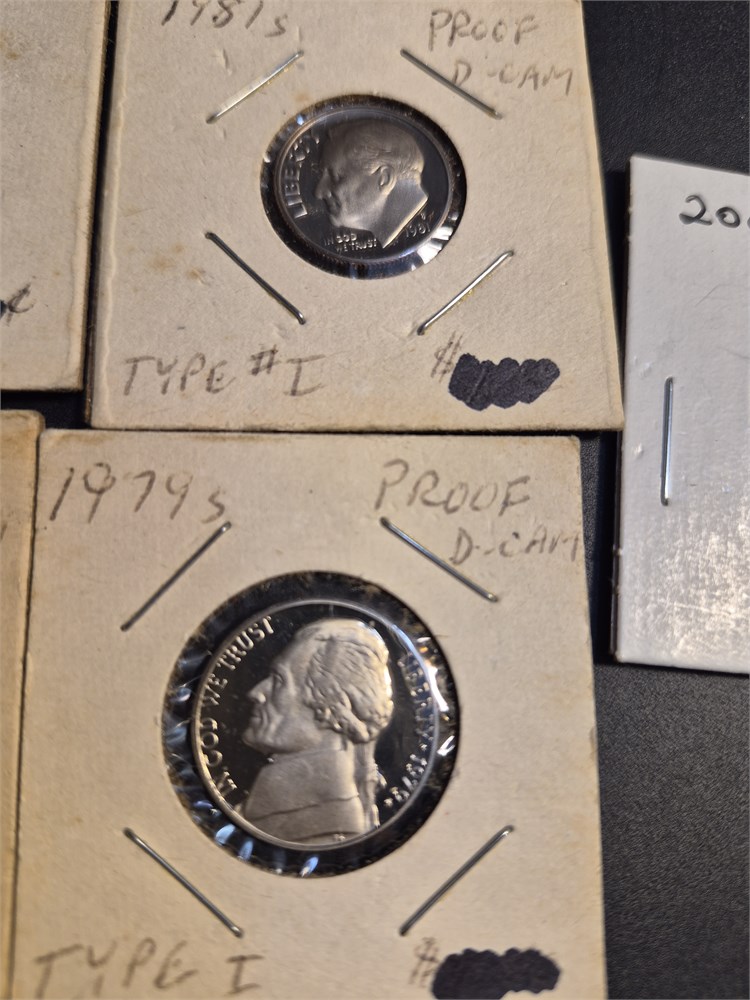 1981s
PROOF
D-CAM
LIBERTY
IN GOD
WE TRUST
1981
TYPE #I
$
200
1979s
PROOF
D-CAM
IN GOD WE TRUST
LIBERTY 1979
TYPE I
$